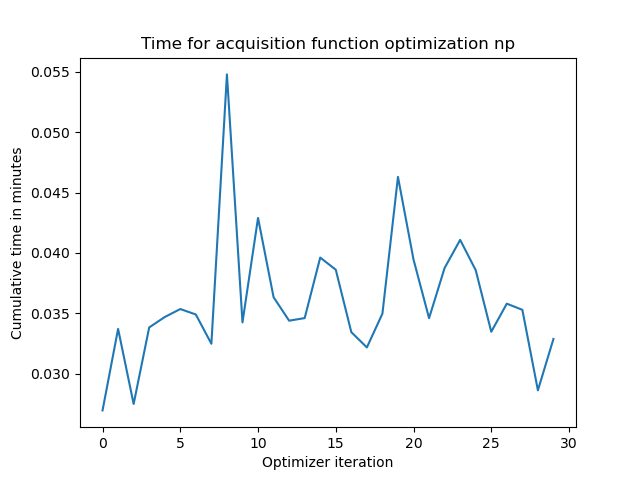 Time for acquisition function optimization np
Cumulative time in minutes
0.055
0.050
0.045
0.040
0.035
0.030
0 5 10 15 20 25 30
Optimizer iteration